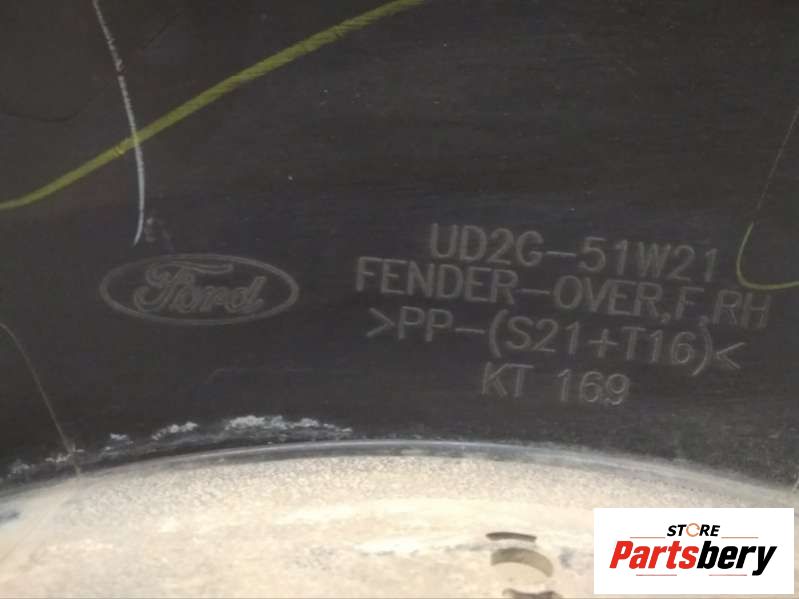 UD2G-51W21
Ford
FENDER-OVER,F,RH
>PP-(S21+T16)<
KT 169
STORE
Partsbery